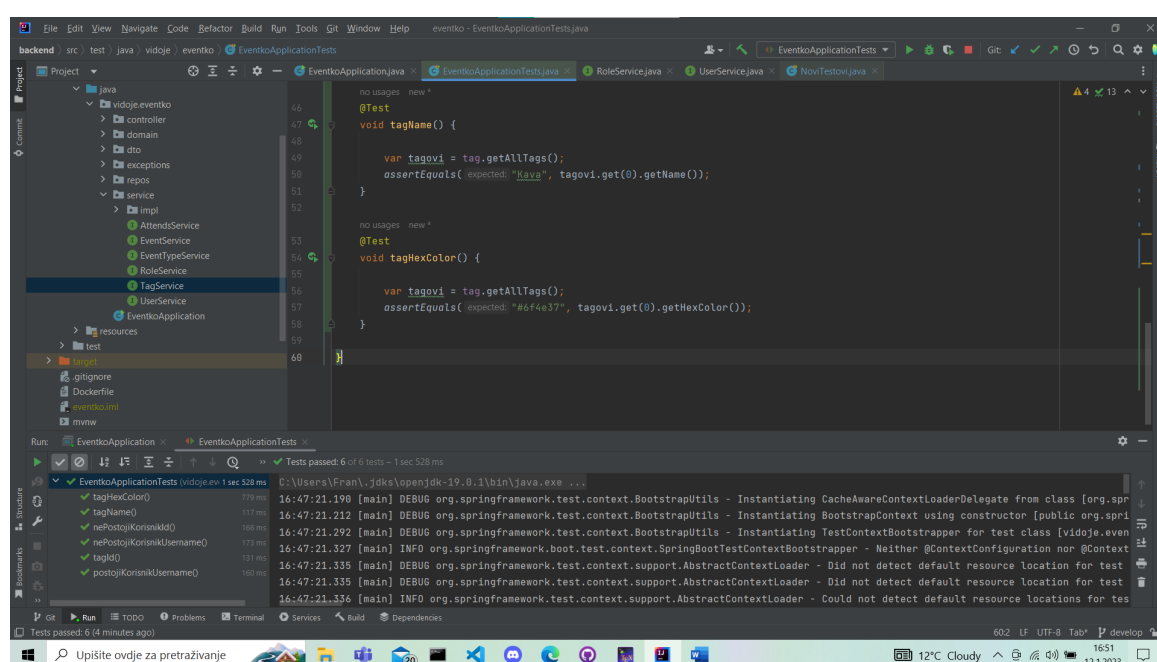 File Edit View Navigate Code Refactor Build Run Tools Git Window Help eventko - EventkoApplicationTests.java
backend src test java vidoje eventko EventkoApplicationTests EventkoApplicationTests Git:
Project EventkoApplication.java EventkoApplicationTests.java RoleService.java UserService.java NoviTestovi.java
Project
Commit
Structure
Bookmarks
java
vidoje.eventko
controller
domain
dto
exceptions
repos
service
impl
AttendsService
EventService
EventTypeService
RoleService
TagService
UserService
EventkoApplication
resources
test
target
.gitignore
Dockerfile
eventko.iml
mvnw
4 13
no usages new *
46 @Test
47 void tagName() {
48
49 var tagovi = tag.getAllTags();
50 assertEquals( expected: "Kava", tagovi.get(0).getName());
51 }
52
no usages new *
53 @Test
54 void tagHexColor() {
55
56 var tagovi = tag.getAllTags();
57 assertEquals( expected: "#6f4e37", tagovi.get(0).getHexColor());
58 }
59
60 }
Run: EventkoApplication EventkoApplicationTests
Tests passed: 6 of 6 tests – 1 sec 528 ms
EventkoApplicationTests (vidoje.ev 1 sec 528 ms
tagHexColor() 779 ms
tagName() 117 ms
nePostojiKorisnikId() 168 ms
nePostojiKorisnikUsername() 173 ms
tagId() 131 ms
postojiKorisnikUsername() 160 ms
C:\Users\Fran\.jdks\openjdk-19.0.1\bin\java.exe ...
16:47:21.190 [main] DEBUG org.springframework.test.context.BootstrapUtils - Instantiating CacheAwareContextLoaderDelegate from class [org.spri
16:47:21.212 [main] DEBUG org.springframework.test.context.BootstrapUtils - Instantiating BootstrapContext using constructor [public org.spri
16:47:21.292 [main] DEBUG org.springframework.test.context.BootstrapUtils - Instantiating TestContextBootstrapper for test class [vidoje.even
16:47:21.327 [main] INFO org.springframework.boot.test.context.SpringBootTestContextBootstrapper - Neither @ContextConfiguration nor @Context
16:47:21.335 [main] DEBUG org.springframework.test.context.support.AbstractContextLoader - Did not detect default resource location for test
16:47:21.335 [main] DEBUG org.springframework.test.context.support.AbstractContextLoader - Did not detect default resource location for test
16:47:21.336 [main] INFO org.springframework.test.context.support.AbstractContextLoader - Could not detect default resource locations for tes
Git Run TODO Problems Terminal Services Build Dependencies
Tests passed: 6 (4 minutes ago) 60:2 LF UTF-8 Tab* develop
Upišite ovdje za pretraživanje 20 12°C Cloudy 16:51
12.1.2023.